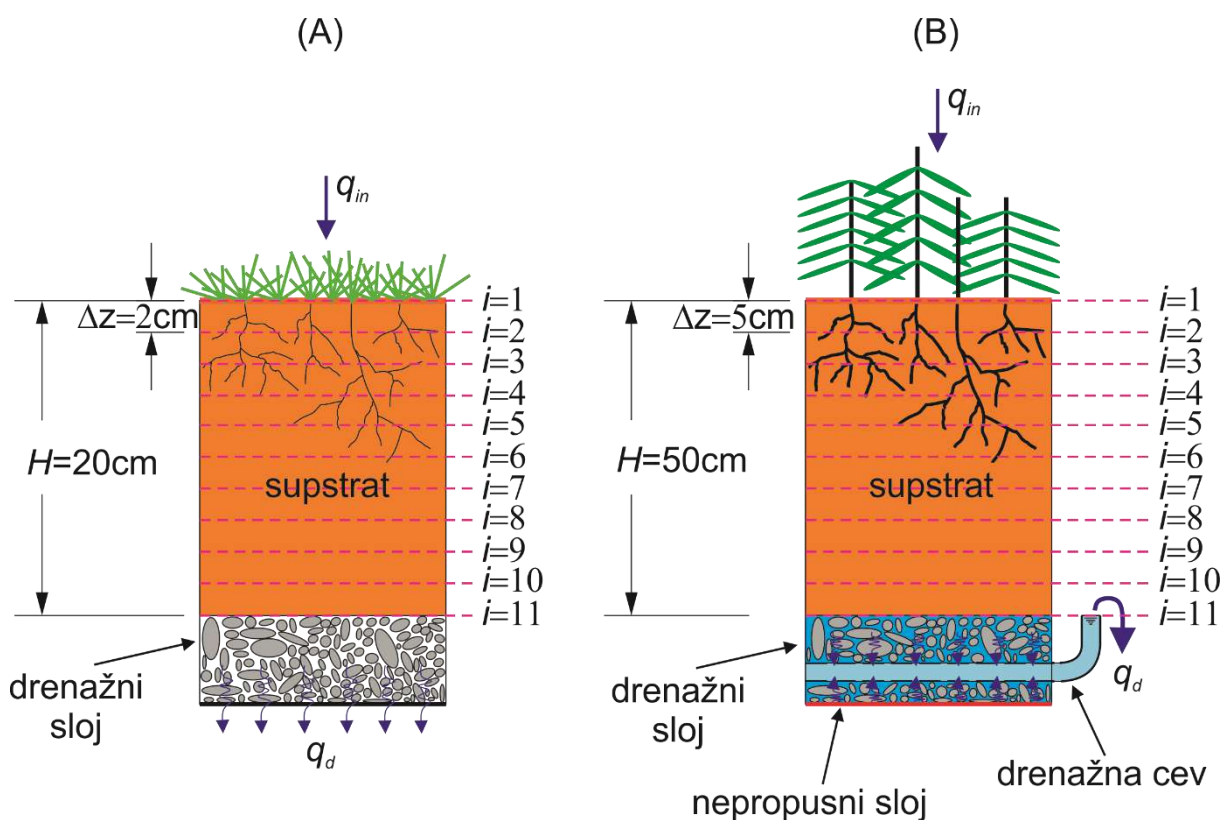 (A)
q_in
Δz=2cm
H=20cm
supstrat
i=1
i=2
i=3
i=4
i=5
i=6
i=7
i=8
i=9
i=10
i=11
drenažni
sloj
q_d
(B)
q_in
Δz=5cm
H=50cm
supstrat
i=1
i=2
i=3
i=4
i=5
i=6
i=7
i=8
i=9
i=10
i=11
drenažni
sloj
q_d
nepropusni sloj
drenažna cev